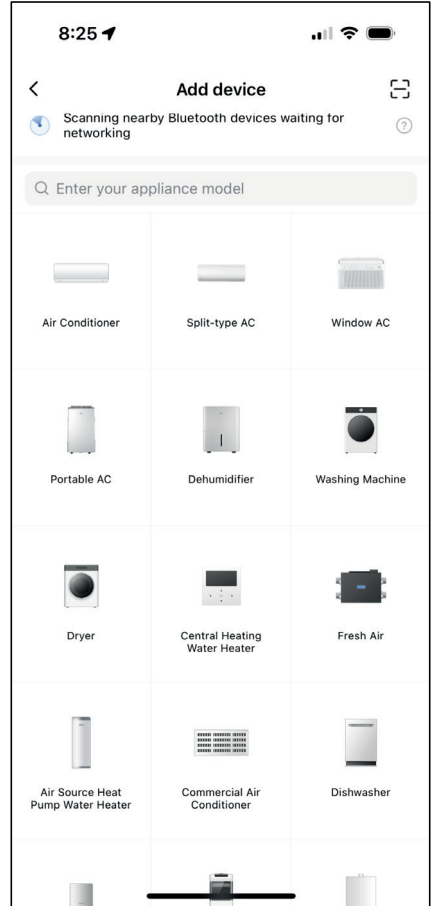 8:25
Add device
Scanning nearby Bluetooth devices waiting for
networking
?
Enter your appliance model
Air Conditioner
Split-type AC
Window AC
Portable AC
Dehumidifier
Washing Machine
Dryer
Central Heating
Water Heater
Fresh Air
Air Source Heat
Pump Water Heater
Commercial Air
Conditioner
Dishwasher